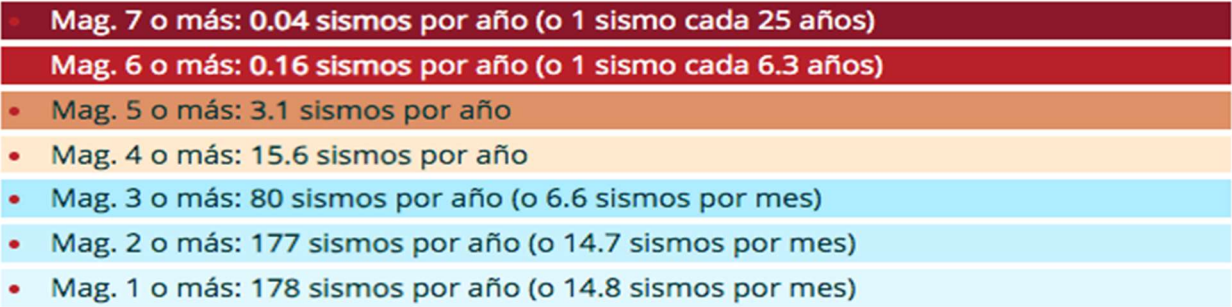 • Mag. 7 o más: 0.04 sismos por año (o 1 sismo cada 25 años)
Mag. 6 o más: 0.16 sismos por año (o 1 sismo cada 6.3 años)
• Mag. 5 o más: 3.1 sismos por año
• Mag. 4 o más: 15.6 sismos por año
• Mag. 3 o más: 80 sismos por año (o 6.6 sismos por mes)
• Mag. 2 o más: 177 sismos por año (o 14.7 sismos por mes)
• Mag. 1 o más: 178 sismos por año (o 14.8 sismos por mes)